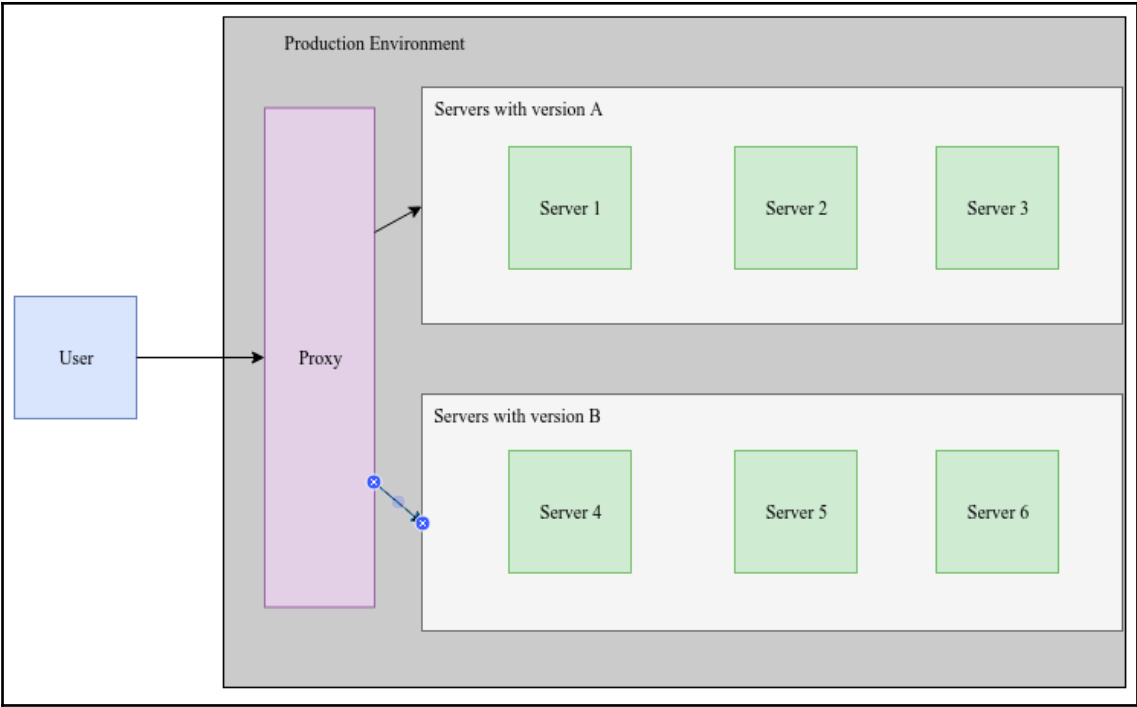 Production Environment
Servers with version A
Server 1
Server 2
Server 3
User
Proxy
Servers with version B
Server 4
Server 5
Server 6